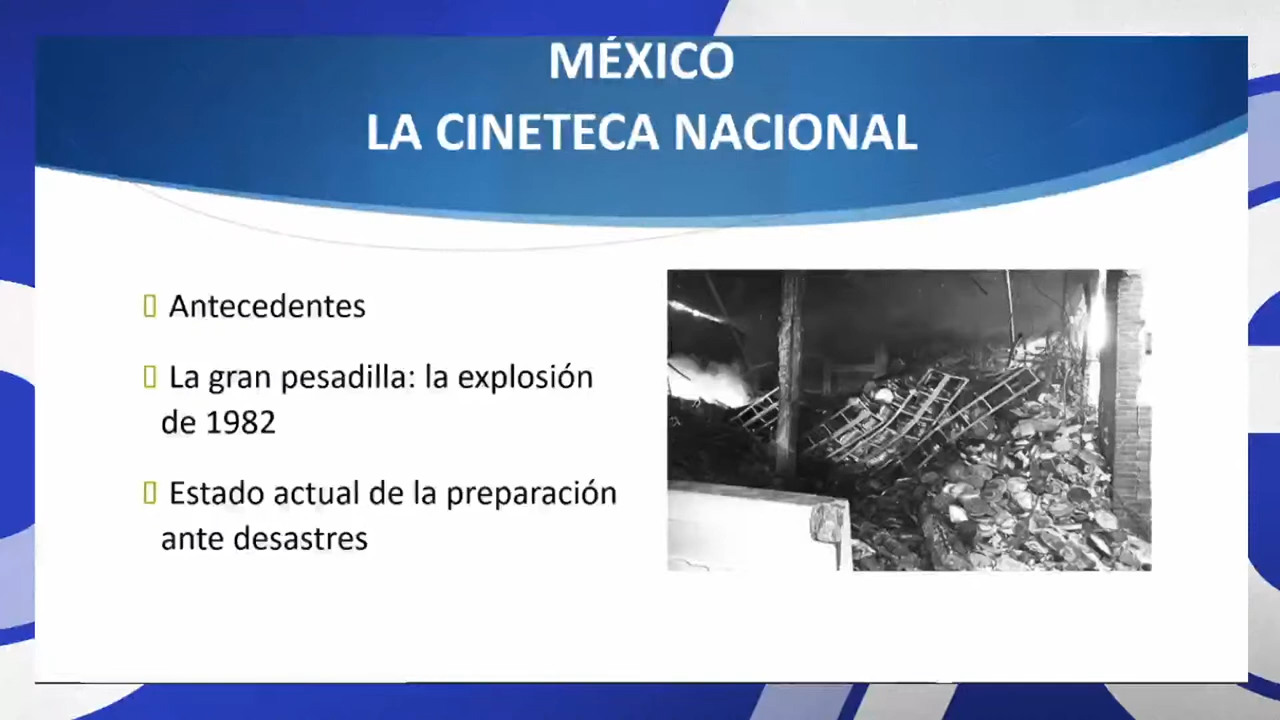 MÉXICO
LA CINETECA NACIONAL
Antecedentes
La gran pesadilla: la explosión
de 1982
Estado actual de la preparación
ante desastres